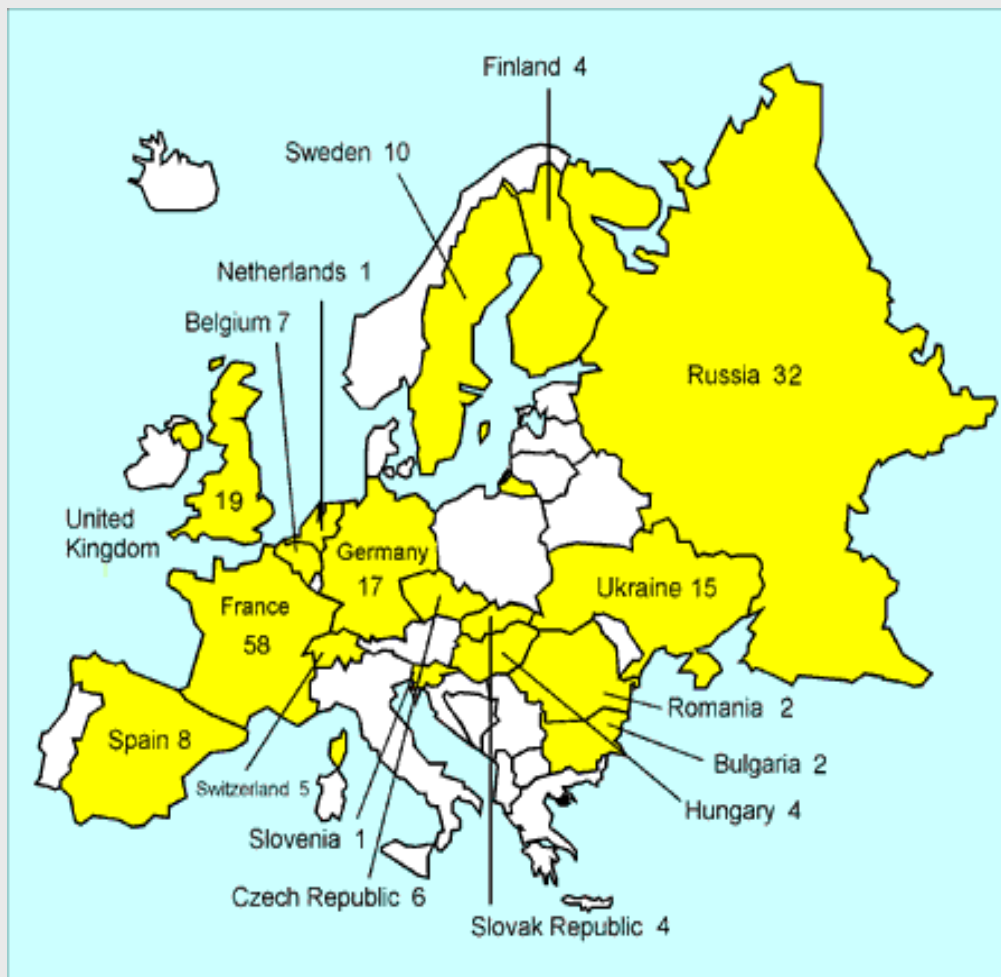 Finland 4
Sweden 10
Netherlands 1
Belgium 7
Russia 32
19
United
Kingdom
Germany
17
Ukraine 15
France
58
Romania 2
Spain 8
Bulgaria 2
Switzerland 5
Hungary 4
Slovenia 1
Czech Republic 6
Slovak Republic 4